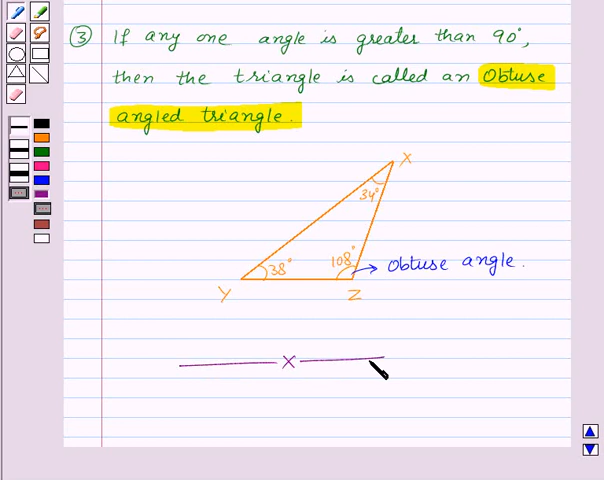 ③ If any one angle is greater than 90°,
then the triangle is called an Obtuse
angled triangle.
X
34°
108°
38°
Obtuse angle.
Y
Z
X